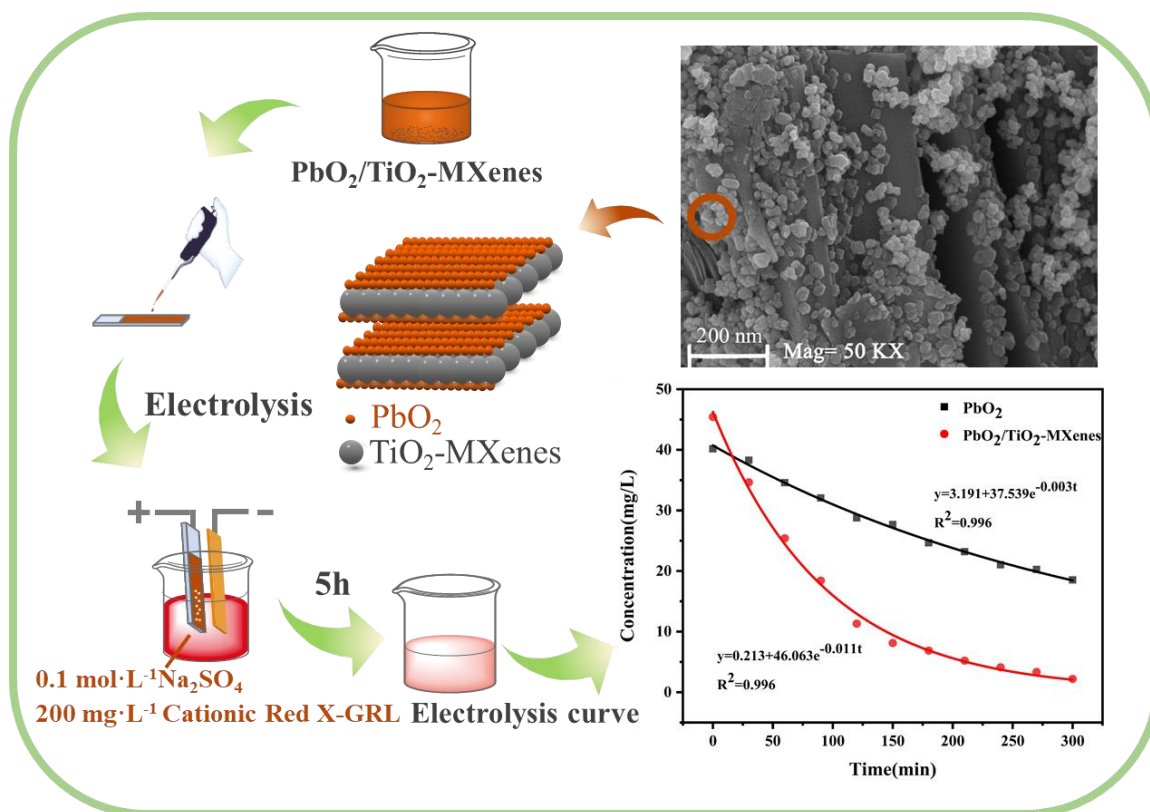 PbO₂/TiO₂-MXenes
200 nm
Mag= 50 KX
Electrolysis
PbO₂
TiO₂-MXenes
+
−
5h
0.1 mol·L⁻¹Na₂SO₄
200 mg·L⁻¹ Cationic Red X-GRL
Electrolysis curve
Concentration(mg/L)
50
40
30
20
10
0
PbO₂
PbO₂/TiO₂-MXenes
y=3.191+37.539e⁻⁰·⁰⁰³ᵗ
R²=0.996
y=0.213+46.063e⁻⁰·⁰¹¹ᵗ
R²=0.996
0 50 100 150 200 250 300
Time(min)